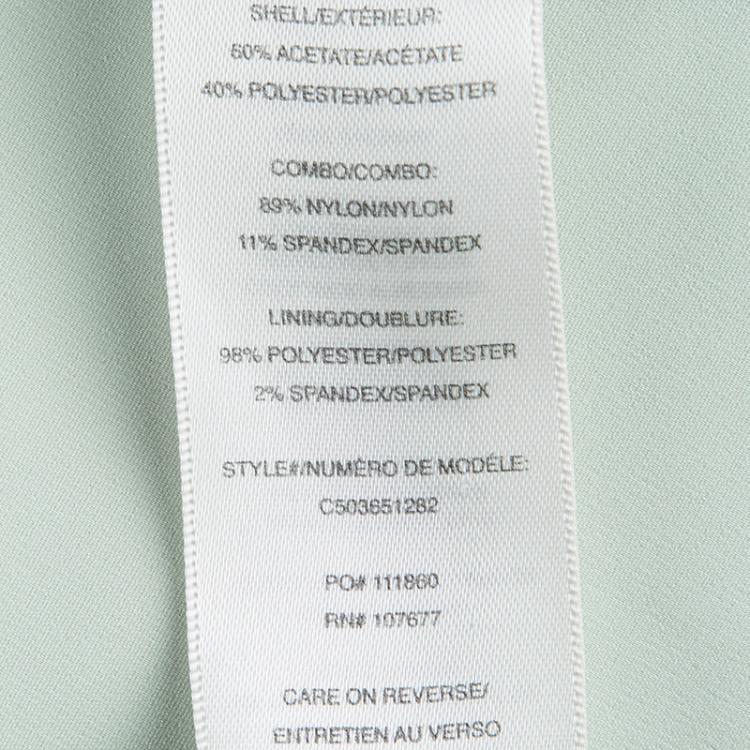 SHELL/EXTÉRIEUR:
60% ACETATE/ACÉTATE
40% POLYESTER/POLYESTER
COMBO/COMBO:
89% NYLON/NYLON
11% SPANDEX/SPANDEX
LINING/DOUBLURE:
98% POLYESTER/POLYESTER
2% SPANDEX/SPANDEX
STYLE#/NUMÉRO DE MODÉLE:
C503651282
PO# 111860
RN# 107677
CARE ON REVERSE/
ENTRETIEN AU VERSO